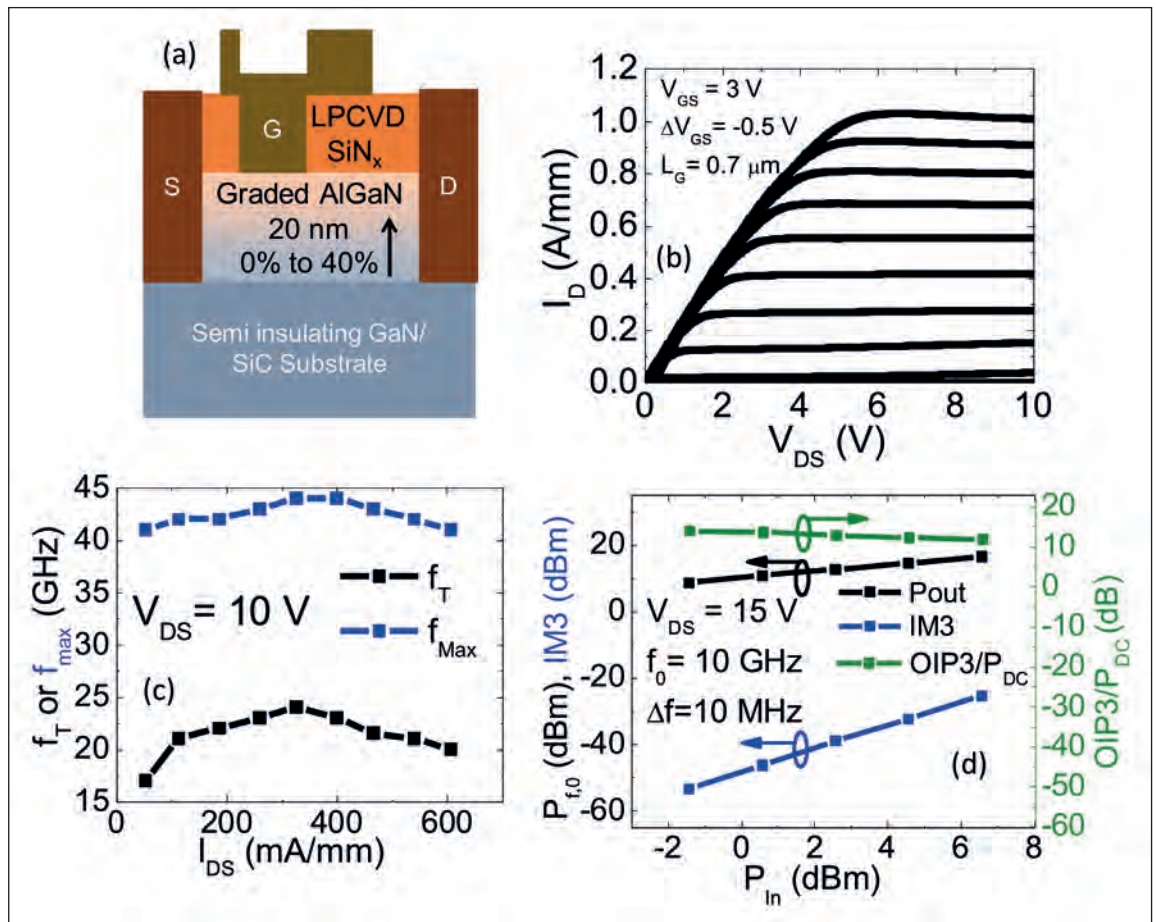 (a)
G
LPCVD
SiNx
S
D
Graded AlGaN
20 nm
0% to 40%
Semi insulating GaN/
SiC Substrate
1.2
1.0
0.8
0.6
0.4
0.2
0.0
ID (A/mm)
VGS = 3 V
ΔVGS = -0.5 V
LG = 0.7 μm
(b)
0 2 4 6 8 10
VDS (V)
45
40
35
30
25
20
15
fT or fmax (GHz)
fT
VDS = 10 V
fMax
(c)
0 200 400 600
IDS (mA/mm)
20
0
-20
-40
-60
Pf,0 (dBm), IM3 (dBm)
VDS = 15 V
f0 = 10 GHz
Δf=10 MHz
Pout
IM3
OIP3/PDC
(d)
20
10
0
-10
-20
-30
-40
-50
-60
OIP3/PDC (dB)
-2 0 2 4 6 8
PIn (dBm)